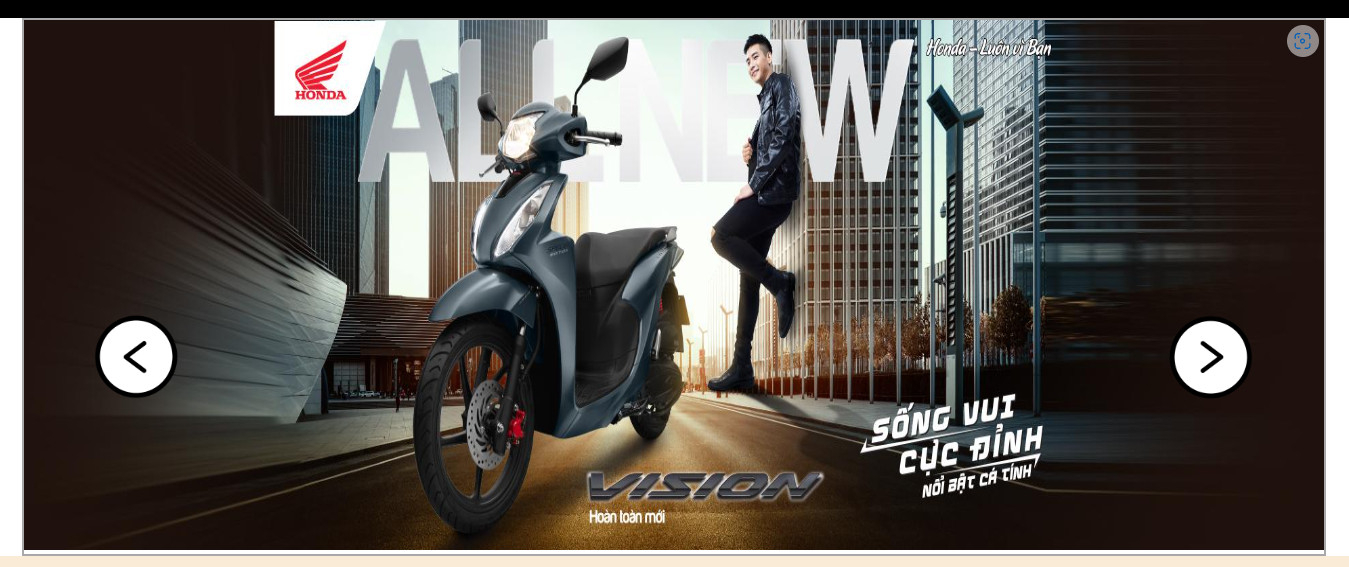 HONDA
ALL NEW
Honda – Luôn vì Bạn
SỐNG VUI
CỰC ĐỈNH
NỔI BẬT CÁ TÍNH
VISION
Hoàn toàn mới